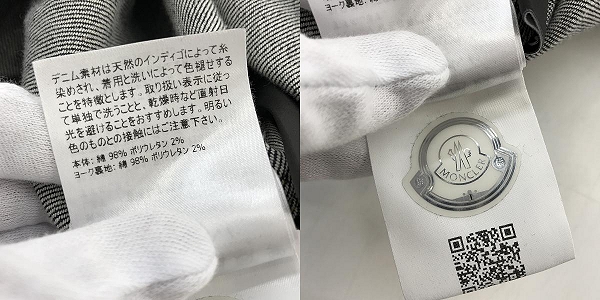 デニム素材は天然のインディゴによって糸
染めされ、着用と洗いによって色褪せする
ことを特徴とします。取り扱い表示に従っ
て単独で洗うことと、乾燥時など直射日
光を避けることをおすすめします。明るい
色のものとの接触にはご注意下さい。
本体: 綿 98% ポリウレタン 2%
ヨーク裏地: 綿 98% ポリウレタン 2%
MONCLER